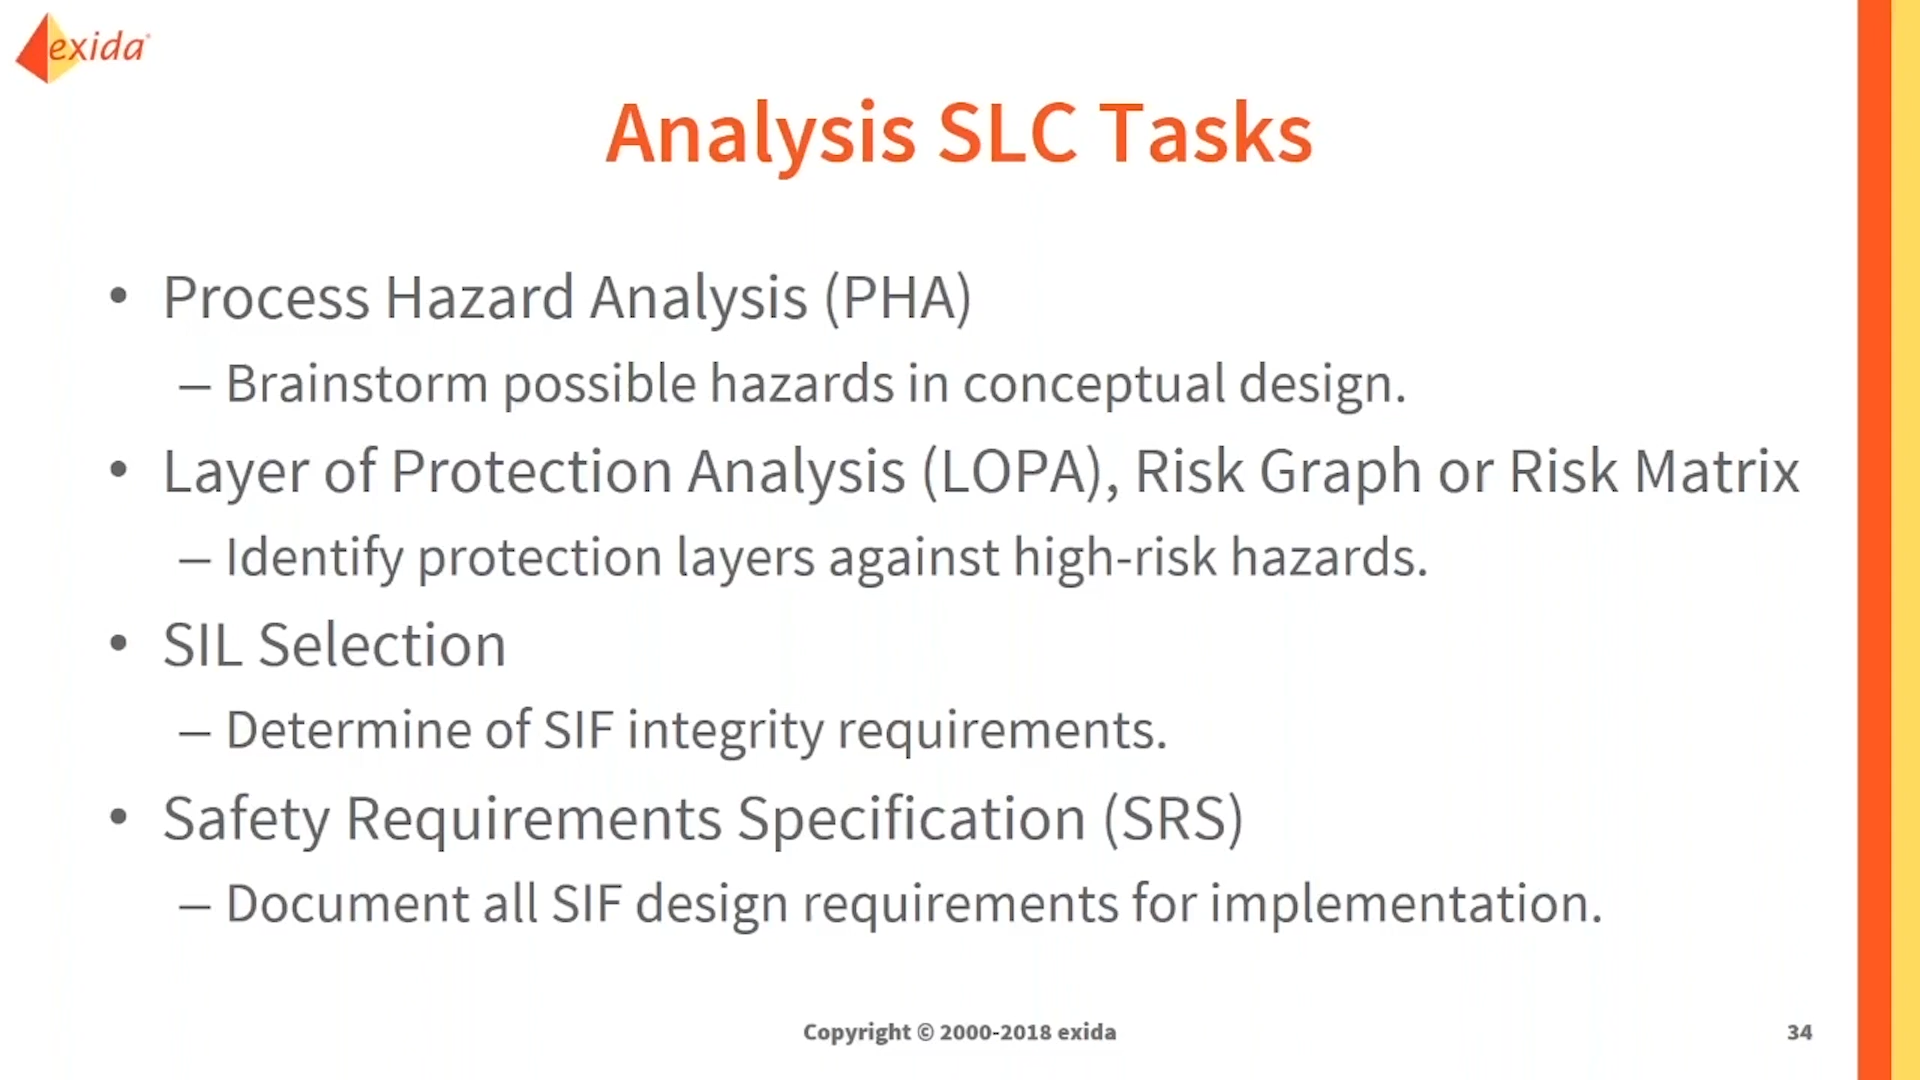 exida
Analysis SLC Tasks
• Process Hazard Analysis (PHA)
– Brainstorm possible hazards in conceptual design.
• Layer of Protection Analysis (LOPA), Risk Graph or Risk Matrix
– Identify protection layers against high-risk hazards.
• SIL Selection
– Determine of SIF integrity requirements.
• Safety Requirements Specification (SRS)
– Document all SIF design requirements for implementation.
Copyright © 2000-2018 exida
34